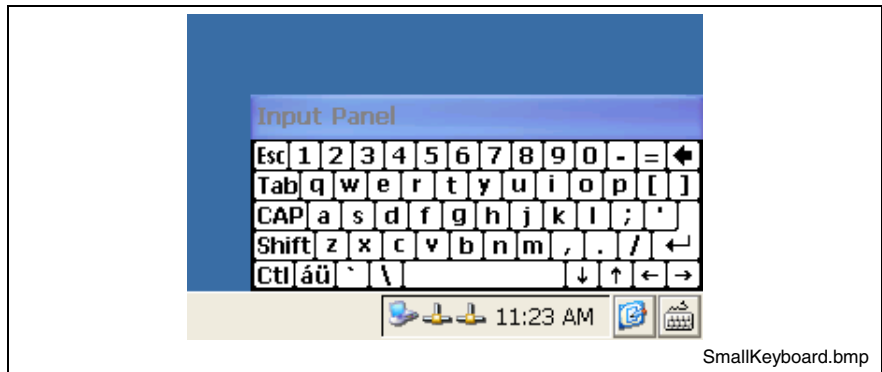 Input Panel
Esc 1 2 3 4 5 6 7 8 9 0 - = 🡄
Tab q w e r t y u i o p [ ]
CAP a s d f g h j k l ; '
Shift z x c v b n m , . / ↵
Ctl áü ` \ ↓ ↑ ← →
11:23 AM
SmallKeyboard.bmp